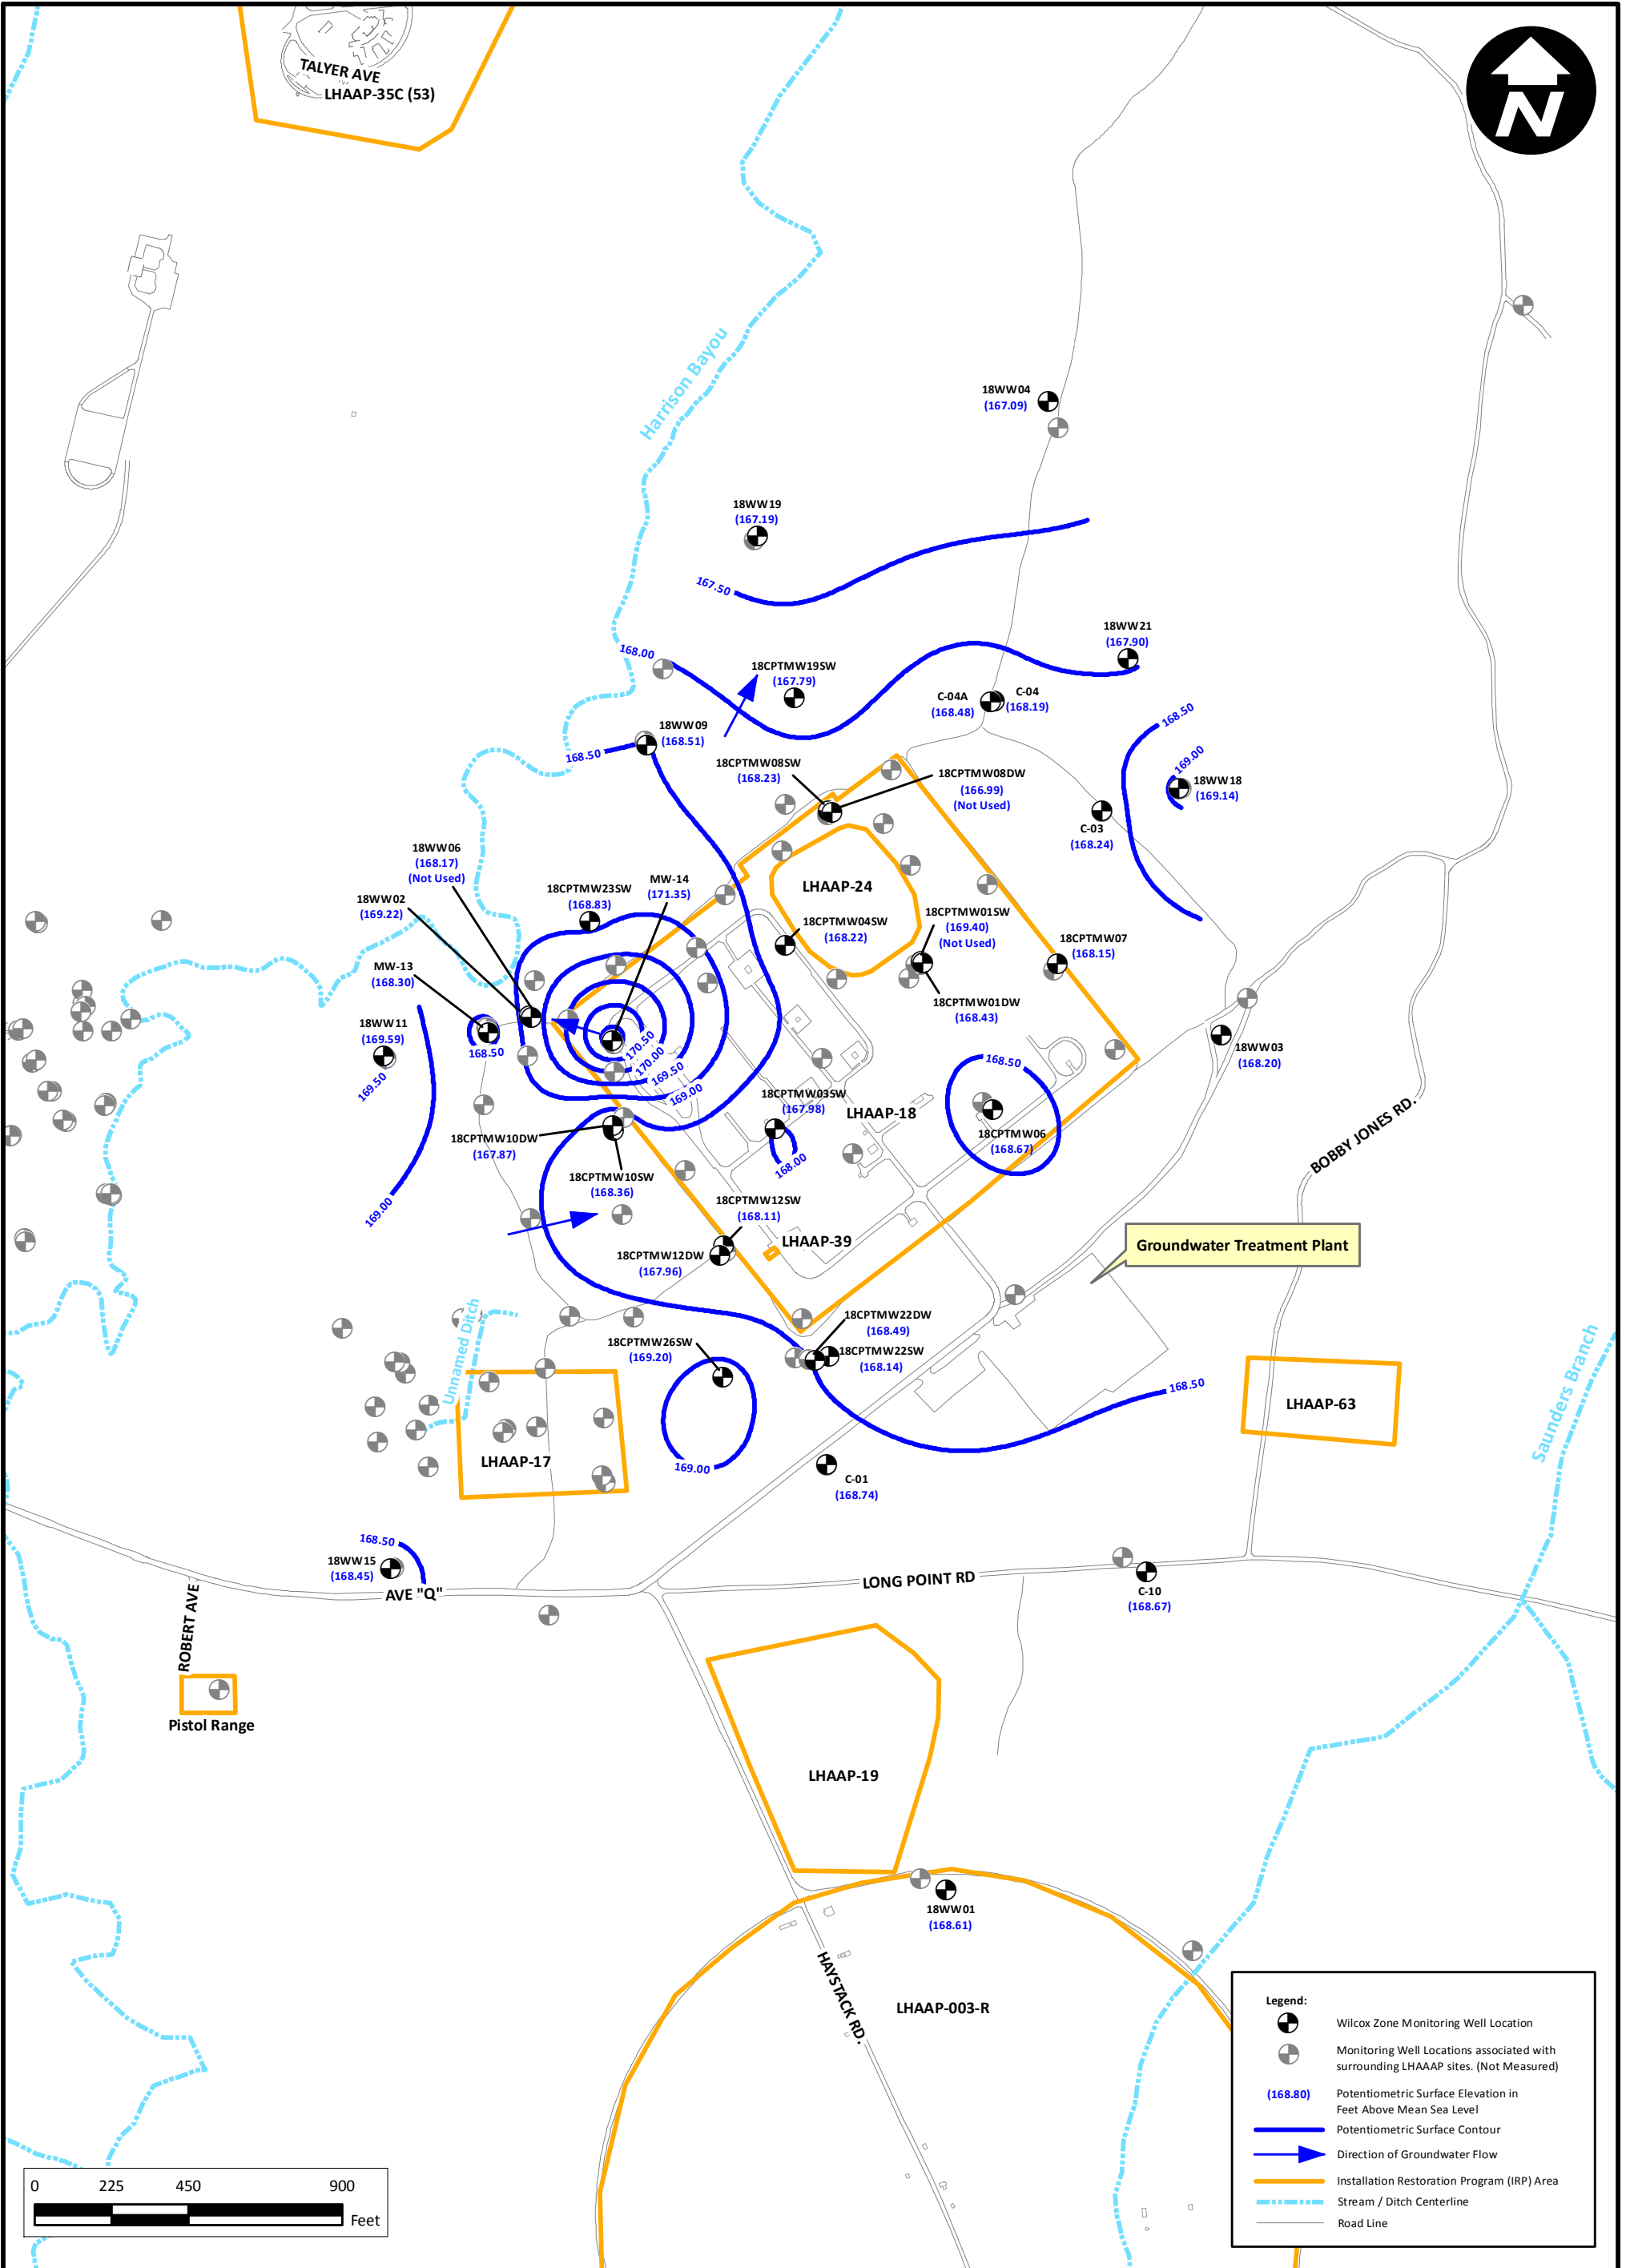 TALYER AVE
LHAAP-35C (53)
N
Harrison Bayou
18WW04
(167.09)
18WW19
(167.19)
167.50
18WW21
(167.90)
168.00
18CPTMW19SW
(167.79)
C-04A
(168.48)
C-04
(168.19)
168.50
18WW09
(168.51)
168.50
169.00
18WW18
(169.14)
18CPTMW08SW
(168.23)
18CPTMW08DW
(166.99)
(Not Used)
C-03
(168.24)
18WW06
(168.17)
(Not Used)
18WW02
(169.22)
18CPTMW23SW
(168.83)
MW-14
(171.35)
LHAAP-24
18CPTMW04SW
(168.22)
18CPTMW01SW
(169.40)
(Not Used)
18CPTMW07
(168.15)
MW-13
(168.30)
18CPTMW01DW
(168.43)
18WW11
(169.59)
168.50
169.50
170.50
170.00
169.50
169.00
18WW03
(168.20)
168.50
18CPTMW03SW
(167.98)
LHAAP-18
18CPTMW06
(168.67)
18CPTMW10DW
(167.87)
168.00
18CPTMW10SW
(168.36)
BOBBY JONES RD.
169.00
18CPTMW12SW
(168.11)
LHAAP-39
18CPTMW12DW
(167.96)
Groundwater Treatment Plant
Unnamed Ditch
18CPTMW22DW
(168.49)
18CPTMW26SW
(169.20)
18CPTMW22SW
(168.14)
168.50
LHAAP-63
Saunders Branch
LHAAP-17
169.00
C-01
(168.74)
168.50
18WW15
(168.45)
AVE "Q"
LONG POINT RD
C-10
(168.67)
ROBERT AVE
Pistol Range
LHAAP-19
18WW01
(168.61)
HAYSTACK RD.
LHAAP-003-R
Legend:
Wilcox Zone Monitoring Well Location
Monitoring Well Locations associated with
surrounding LHAAAP sites. (Not Measured)
(168.80)
Potentiometric Surface Elevation in
Feet Above Mean Sea Level
Potentiometric Surface Contour
Direction of Groundwater Flow
Installation Restoration Program (IRP) Area
Stream / Ditch Centerline
Road Line
0 225 450 900
Feet